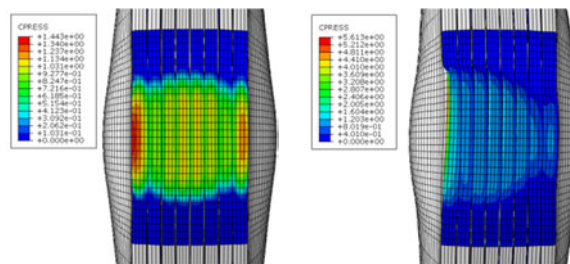 CPRESS
+1.443e+00
+1.340e+00
+1.237e+00
+1.134e+00
+1.031e+00
+9.277e-01
+8.247e-01
+7.216e-01
+6.185e-01
+5.154e-01
+4.123e-01
+3.092e-01
+2.062e-01
+1.031e-01
+0.000e+00
CPRESS
+5.613e+00
+5.212e+00
+4.811e+00
+4.410e+00
+4.010e+00
+3.609e+00
+3.208e+00
+2.807e+00
+2.406e+00
+2.005e+00
+1.604e+00
+1.203e+00
+8.019e-01
+4.010e-01
+0.000e+00